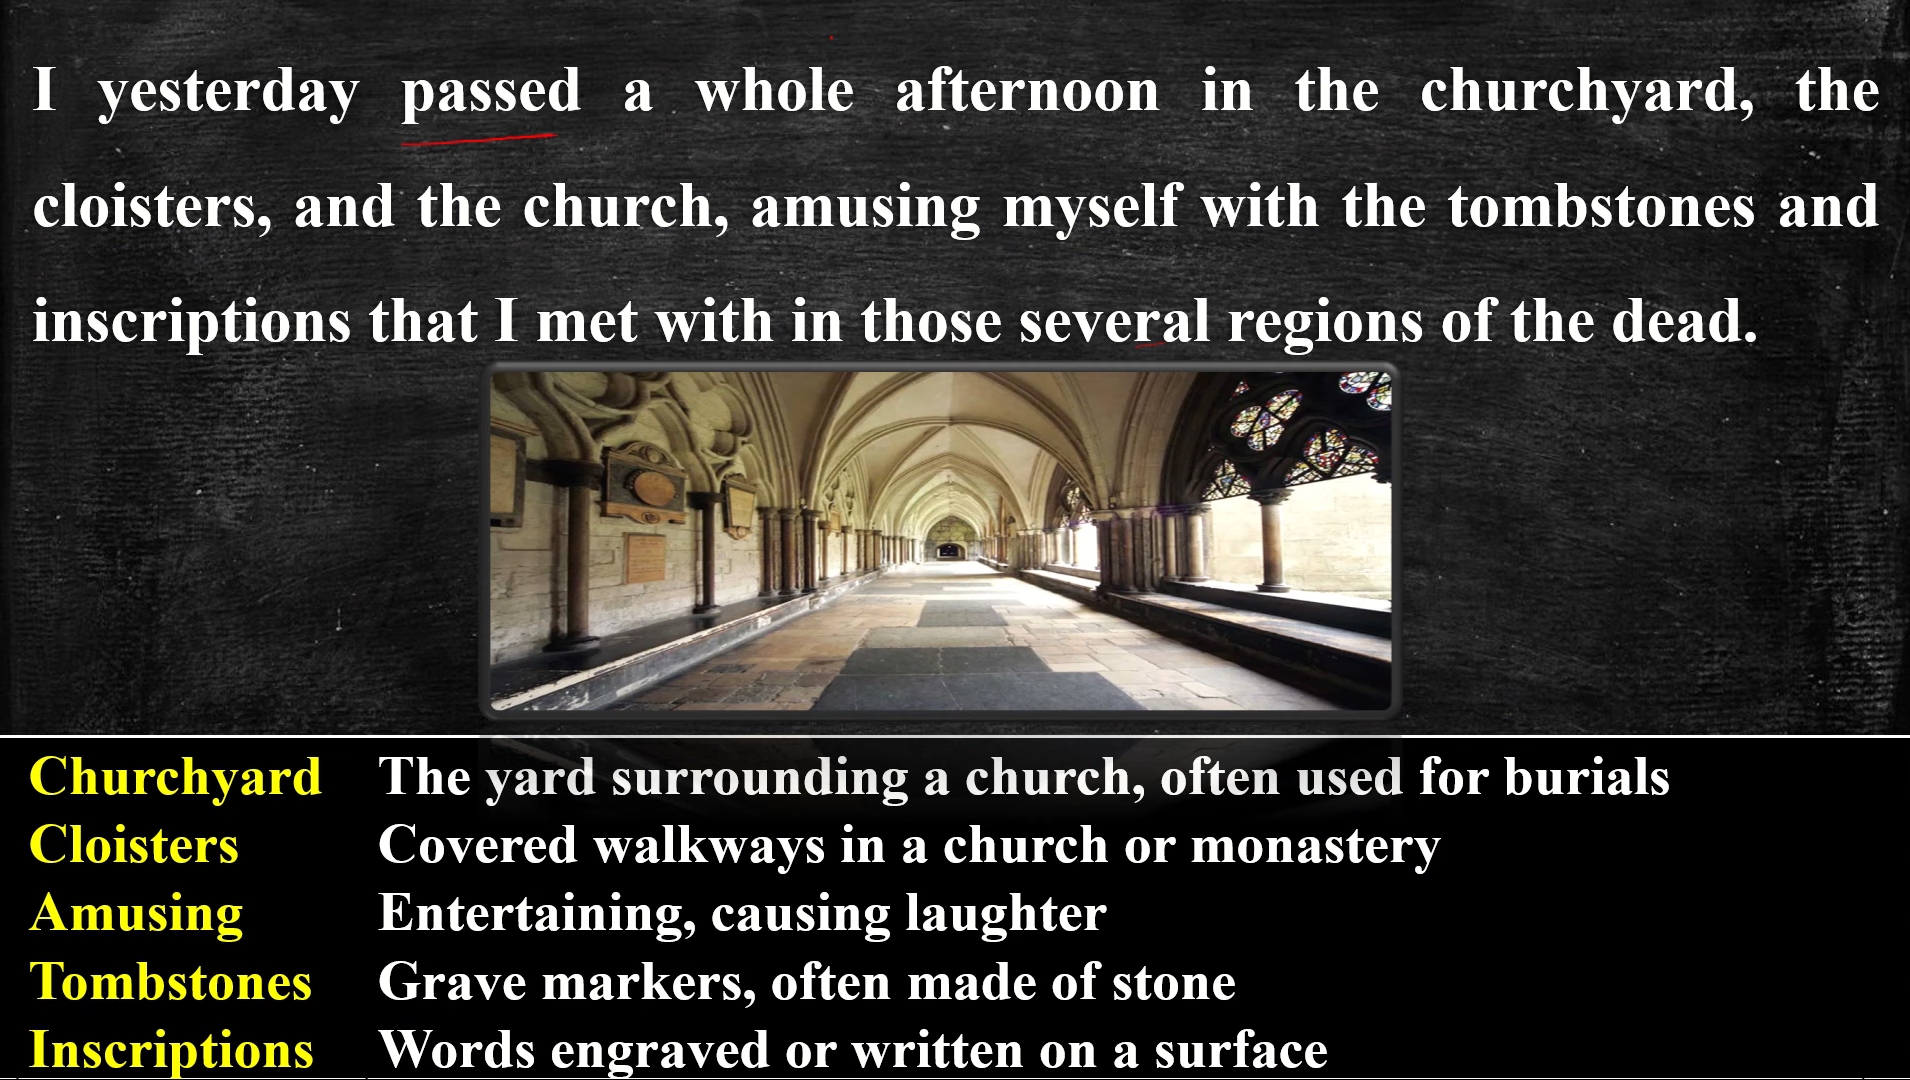 I yesterday passed a whole afternoon in the churchyard, the
cloisters, and the church, amusing myself with the tombstones and
inscriptions that I met with in those several regions of the dead.
Churchyard The yard surrounding a church, often used for burials
Cloisters Covered walkways in a church or monastery
Amusing Entertaining, causing laughter
Tombstones Grave markers, often made of stone
Inscriptions Words engraved or written on a surface